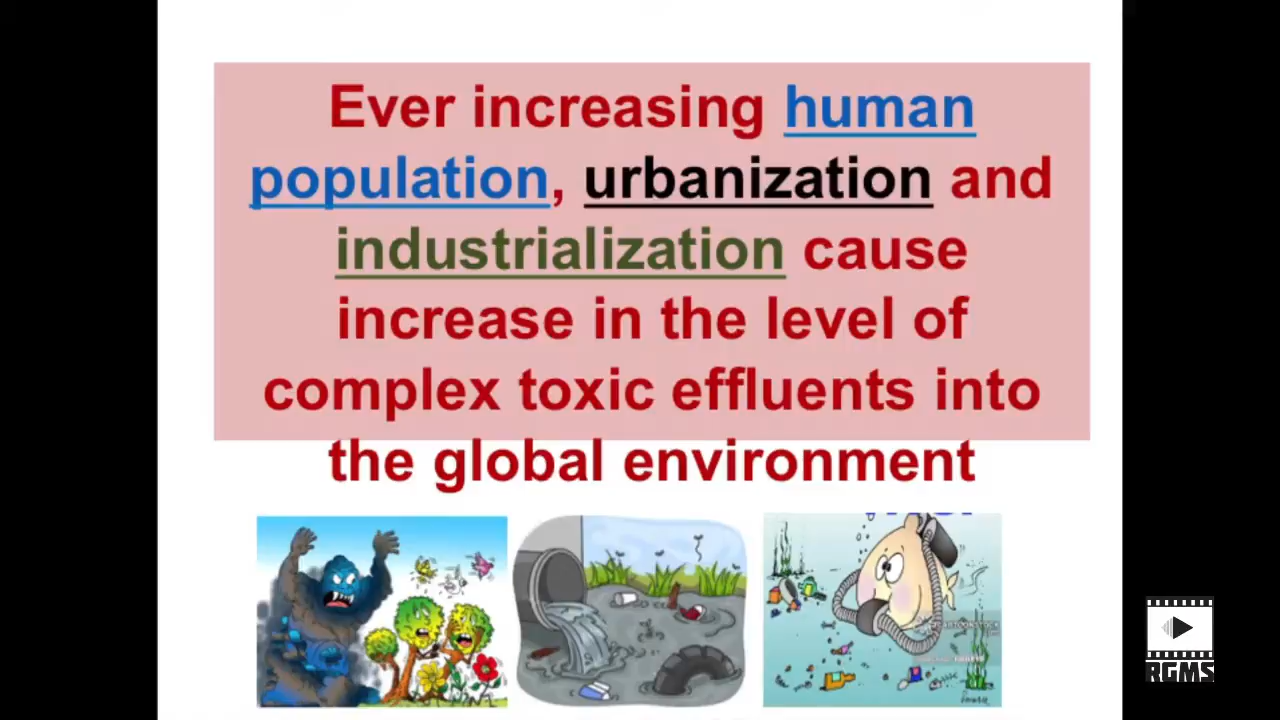 Ever increasing human
population, urbanization and
industrialization cause
increase in the level of
complex toxic effluents into
the global environment
CARTOONSTOCK
RGMS